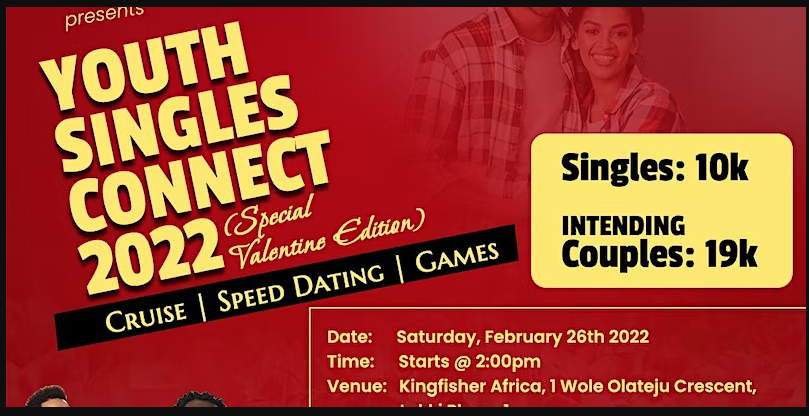 presents
YOUTH
SINGLES
CONNECT
2022 (Special
Valentine Edition)
CRUISE | SPEED DATING | GAMES
Singles: 10k
INTENDING
Couples: 19k
Date: Saturday, February 26th 2022
Time: Starts @ 2:00pm
Venue: Kingfisher Africa, 1 Wole Olateju Crescent,